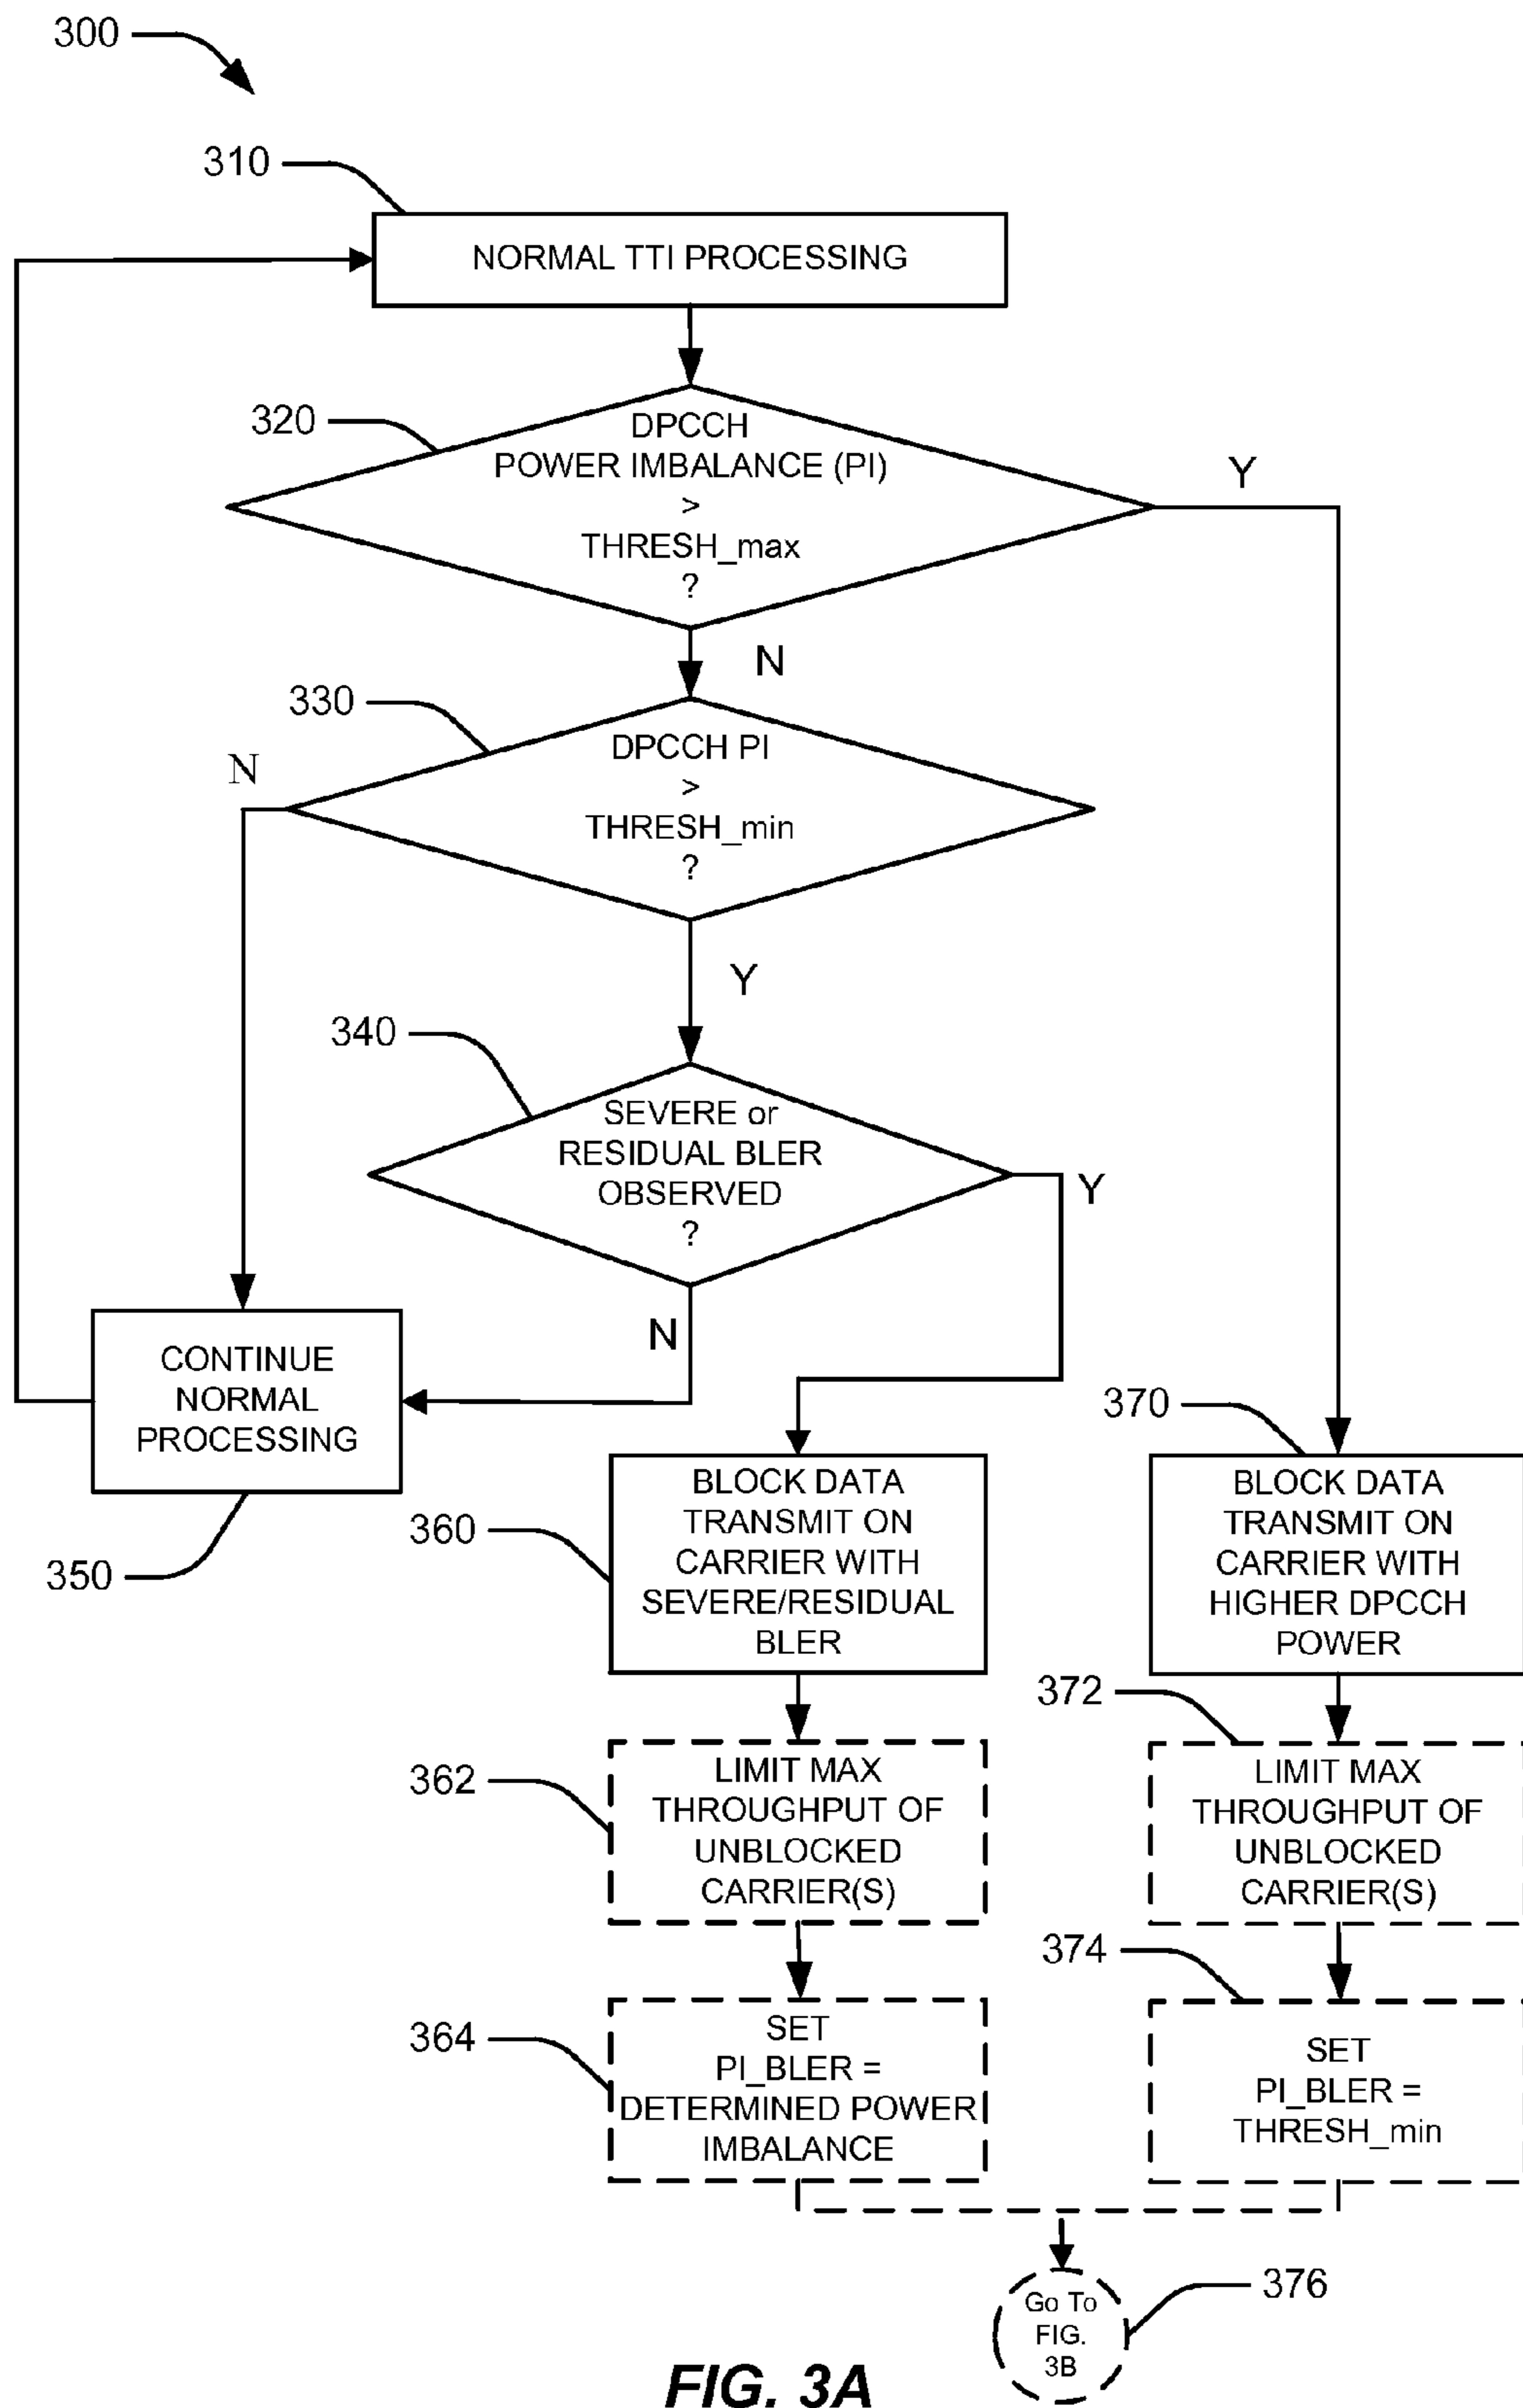 300
310
NORMAL TTI PROCESSING
320
DPCCH
POWER IMBALANCE (PI)
>
THRESH_max
?
Y
N
330
DPCCH PI
>
THRESH_min
?
N
Y
340
SEVERE or
RESIDUAL BLER
OBSERVED
?
Y
N
CONTINUE
NORMAL
PROCESSING
350
360
BLOCK DATA
TRANSMIT ON
CARRIER WITH
SEVERE/RESIDUAL
BLER
370
BLOCK DATA
TRANSMIT ON
CARRIER WITH
HIGHER DPCCH
POWER
362
LIMIT MAX
THROUGHPUT OF
UNBLOCKED
CARRIER(S)
372
LIMIT MAX
THROUGHPUT OF
UNBLOCKED
CARRIER(S)
364
SET
PI_BLER =
DETERMINED POWER
IMBALANCE
374
SET
PI_BLER =
THRESH_min
Go To
FIG.
3B
376
FIG. 3A